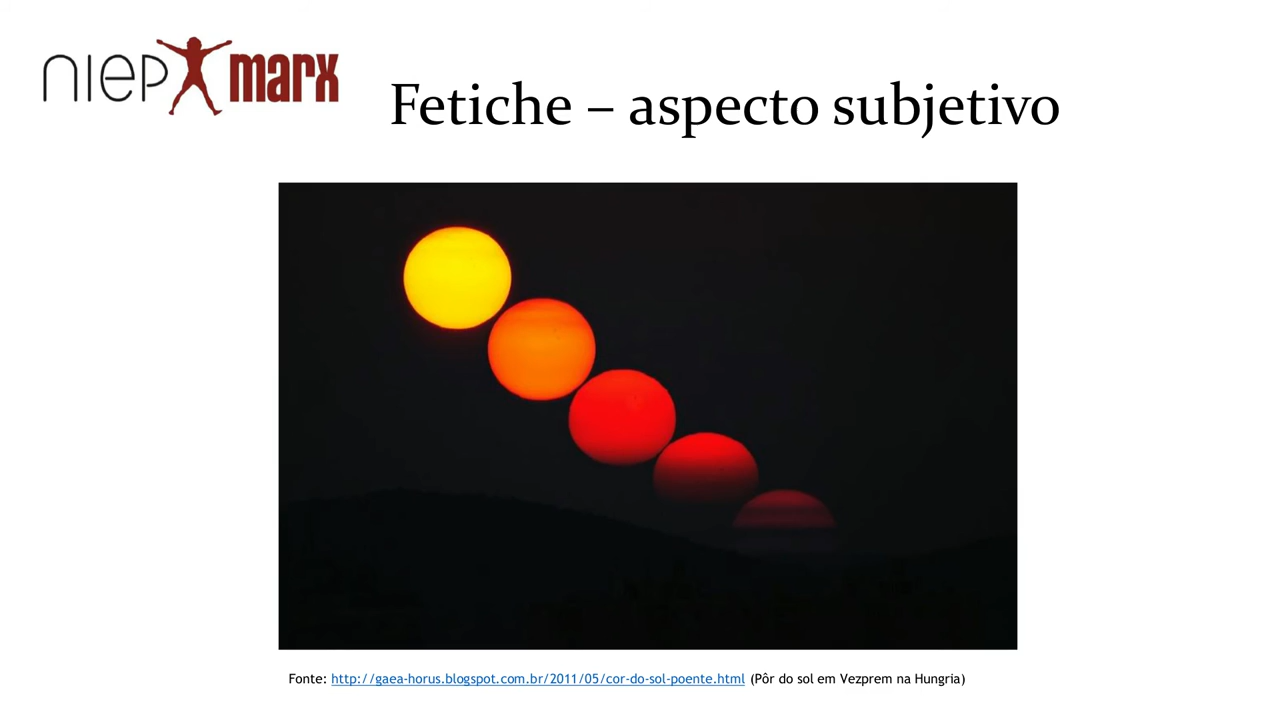 NIEP marx
Fetiche – aspecto subjetivo
Fonte: http://gaea-horus.blogspot.com.br/2011/05/cor-do-sol-poente.html (Pôr do sol em Vezprem na Hungria)